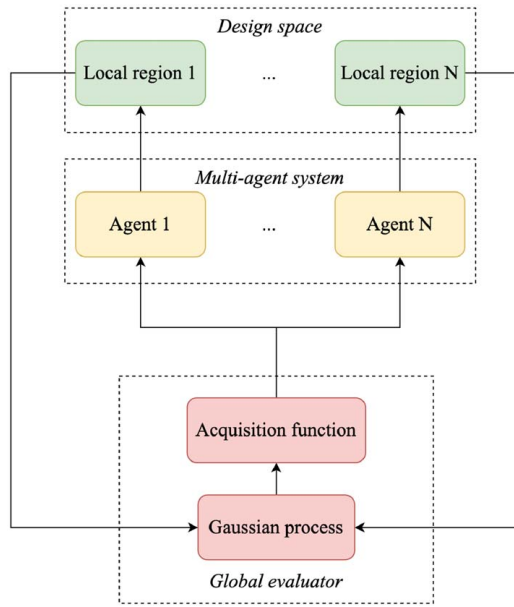 Design space
Local region 1
...
Local region N
Multi-agent system
Agent 1
...
Agent N
Acquisition function
Gaussian process
Global evaluator